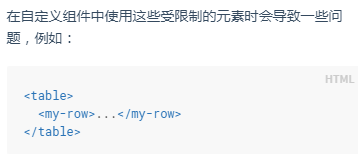 在自定义组件中使用这些受限制的元素时会导致一些问
题，例如：
HTML
<table>
  <my-row>...</my-row>
</table>